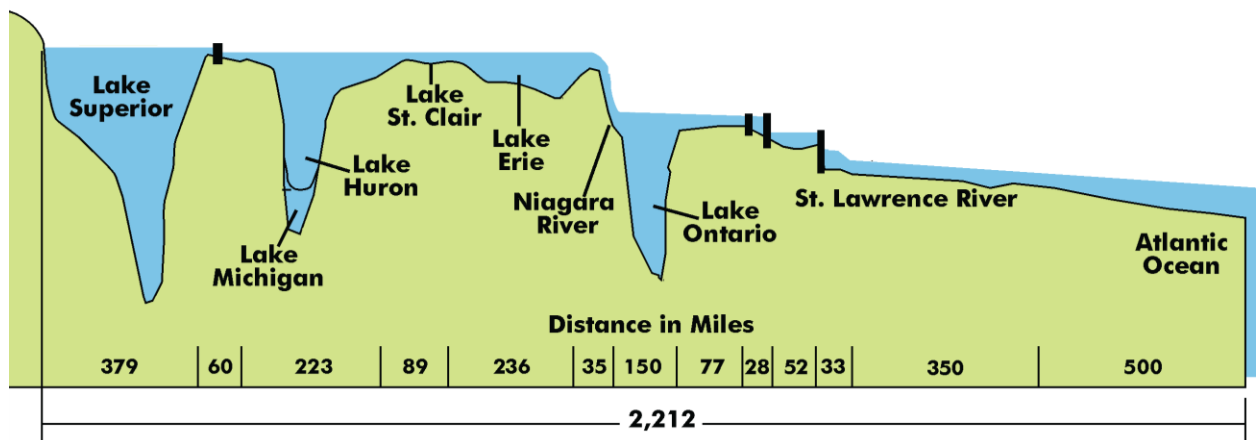 Lake
Superior
Lake
St. Clair
Lake
Erie
Lake
Huron
Niagara
River
Lake
Ontario
St. Lawrence River
Lake
Michigan
Atlantic
Ocean
Distance in Miles
379 60 223 89 236 35 150 77 28 52 33 350 500
2,212